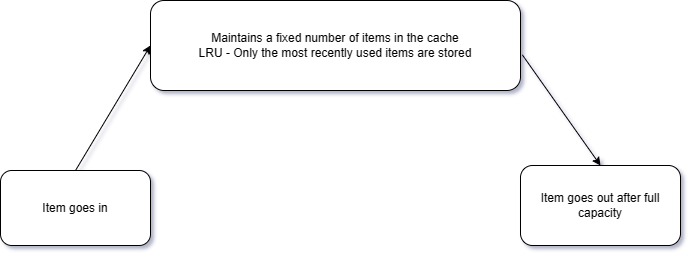 Maintains a fixed number of items in the cache
LRU - Only the most recently used items are stored
Item goes in
Item goes out after full
capacity